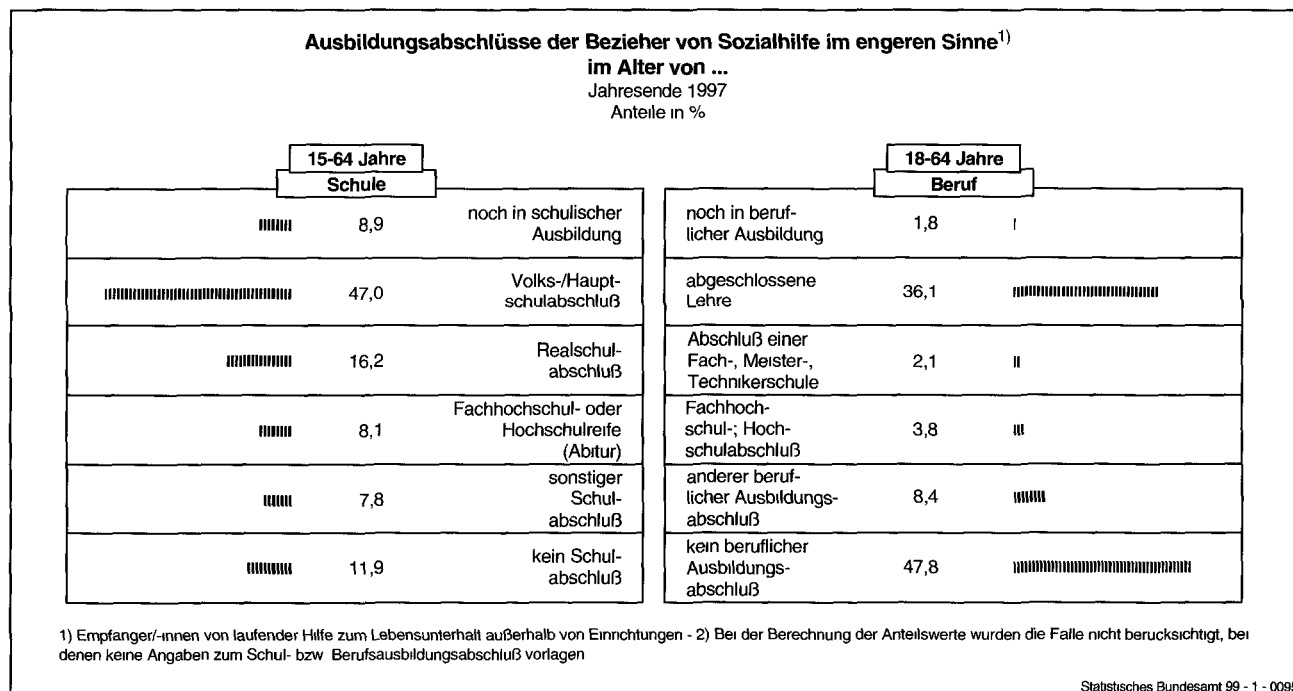 Ausbildungsabschlüsse der Bezieher von Sozialhilfe im engeren Sinne1)
im Alter von ...
Jahresende 1997
Anteile in %
15-64 Jahre
Schule
8,9 noch in schulischer
Ausbildung
47,0 Volks-/Haupt-
schulabschluß
16,2 Realschul-
abschluß
8,1 Fachhochschul- oder
Hochschulreife
(Abitur)
7,8 sonstiger
Schul-
abschluß
11,9 kein Schul-
abschluß
18-64 Jahre
Beruf
noch in beruf-
licher Ausbildung 1,8
abgeschlossene
Lehre 36,1
Abschluß einer
Fach-, Meister-, 2,1
Technikerschule
Fachhoch-
schul-; Hoch- 3,8
schulabschluß
anderer beruf-
licher Ausbildungs- 8,4
abschluß
kein beruflicher
Ausbildungs- 47,8
abschluß
1) Empfanger/-innen von laufender Hilfe zum Lebensunterhalt außerhalb von Einrichtungen - 2) Bei der Berechnung der Anteilswerte wurden die Falle nicht berucksichtigt, bei
denen keine Angaben zum Schul- bzw Berufsausbildungsabschluß vorlagen
Statistisches Bundesamt 99 - 1 - 0095